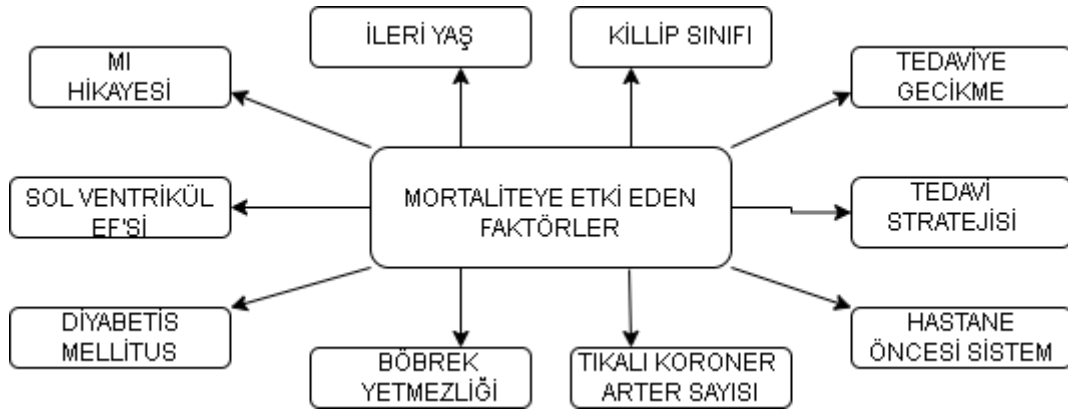 İLERİ YAŞ
KİLLİP SINIFI
MI
HİKAYESİ
TEDAVİYE
GECİKME
MORTALİTEYE ETKİ EDEN
FAKTÖRLER
SOL VENTRİKÜL
EF'Sİ
TEDAVİ
STRATEJİSİ
DİYABETİS
MELLİTUS
HASTANE
ÖNCESİ SİSTEM
BÖBREK
YETMEZLİĞİ
TIKALI KORONER
ARTER SAYISI